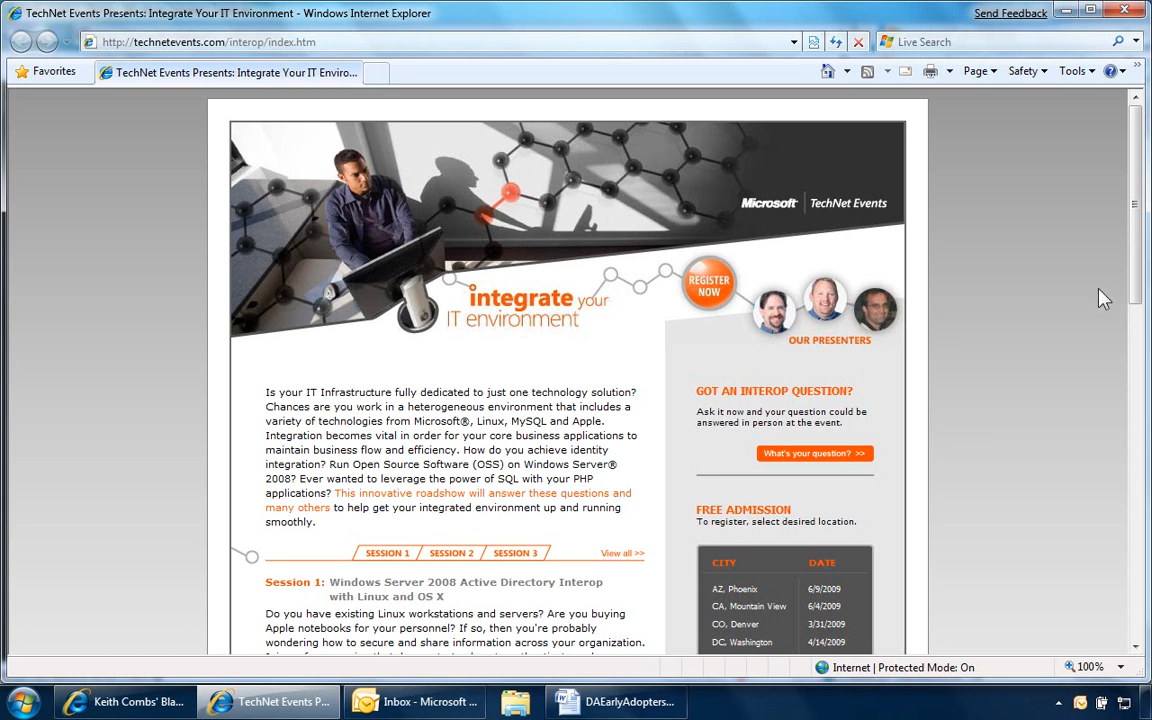 TechNet Events Presents: Integrate Your IT Environment - Windows Internet Explorer
Send Feedback
http://technetevents.com/interop/index.htm
Live Search
Favorites
TechNet Events Presents: Integrate Your IT Enviro...
Page
Safety
Tools
Microsoft
TechNet Events
REGISTER
NOW
integrate your
IT environment
OUR PRESENTERS
Is your IT Infrastructure fully dedicated to just one technology solution?
Chances are you work in a heterogeneous environment that includes a
variety of technologies from Microsoft®, Linux, MySQL and Apple.
Integration becomes vital in order for your core business applications to
maintain business flow and efficiency. How do you achieve identity
integration? Run Open Source Software (OSS) on Windows Server®
2008? Ever wanted to leverage the power of SQL with your PHP
applications? This innovative roadshow will answer these questions and
many others to help get your integrated environment up and running
smoothly.
SESSION 1
SESSION 2
SESSION 3
View all >>
Session 1: Windows Server 2008 Active Directory Interop
with Linux and OS X
Do you have existing Linux workstations and servers? Are you buying
Apple notebooks for your personnel? If so, then you're probably
wondering how to secure and share information across your organization.
GOT AN INTEROP QUESTION?
Ask it now and your question could be
answered in person at the event.
What's your question? >>
FREE ADMISSION
To register, select desired location.
CITY DATE
AZ, Phoenix 6/9/2009
CA, Mountain View 6/4/2009
CO, Denver 3/31/2009
DC, Washington 4/14/2009
Internet | Protected Mode: On
100%
Keith Combs' Bla...
TechNet Events P...
Inbox - Microsoft ...
DAEarlyAdopters...